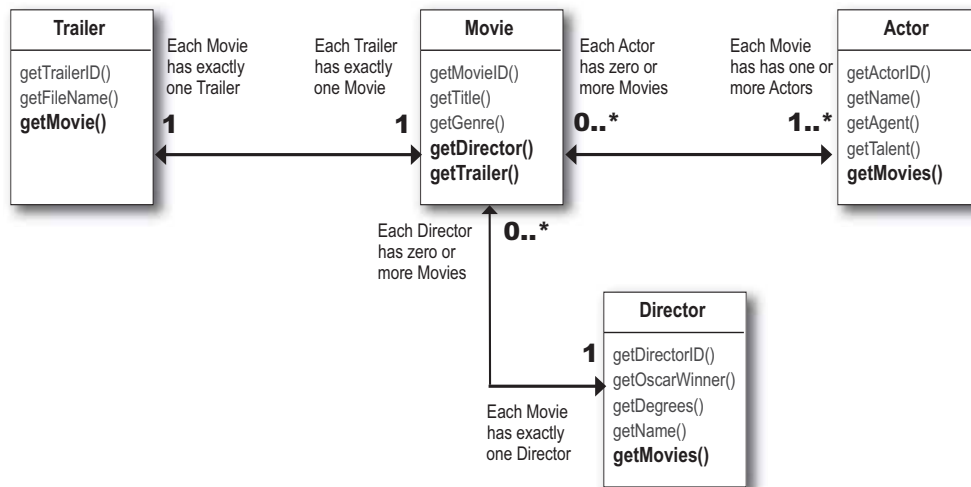 Trailer
getTrailerID()
getFileName()
getMovie()
Each Movie
has exactly
one Trailer
1
Each Trailer
has exactly
one Movie
1
Movie
getMovieID()
getTitle()
getGenre()
getDirector()
getTrailer()
Each Actor
has zero or
more Movies
0..*
Each Movie
has has one or
more Actors
1..*
Actor
getActorID()
getName()
getAgent()
getTalent()
getMovies()
Each Director
has zero or
more Movies
0..*
1
Each Movie
has exactly
one Director
Director
getDirectorID()
getOscarWinner()
getDegrees()
getName()
getMovies()